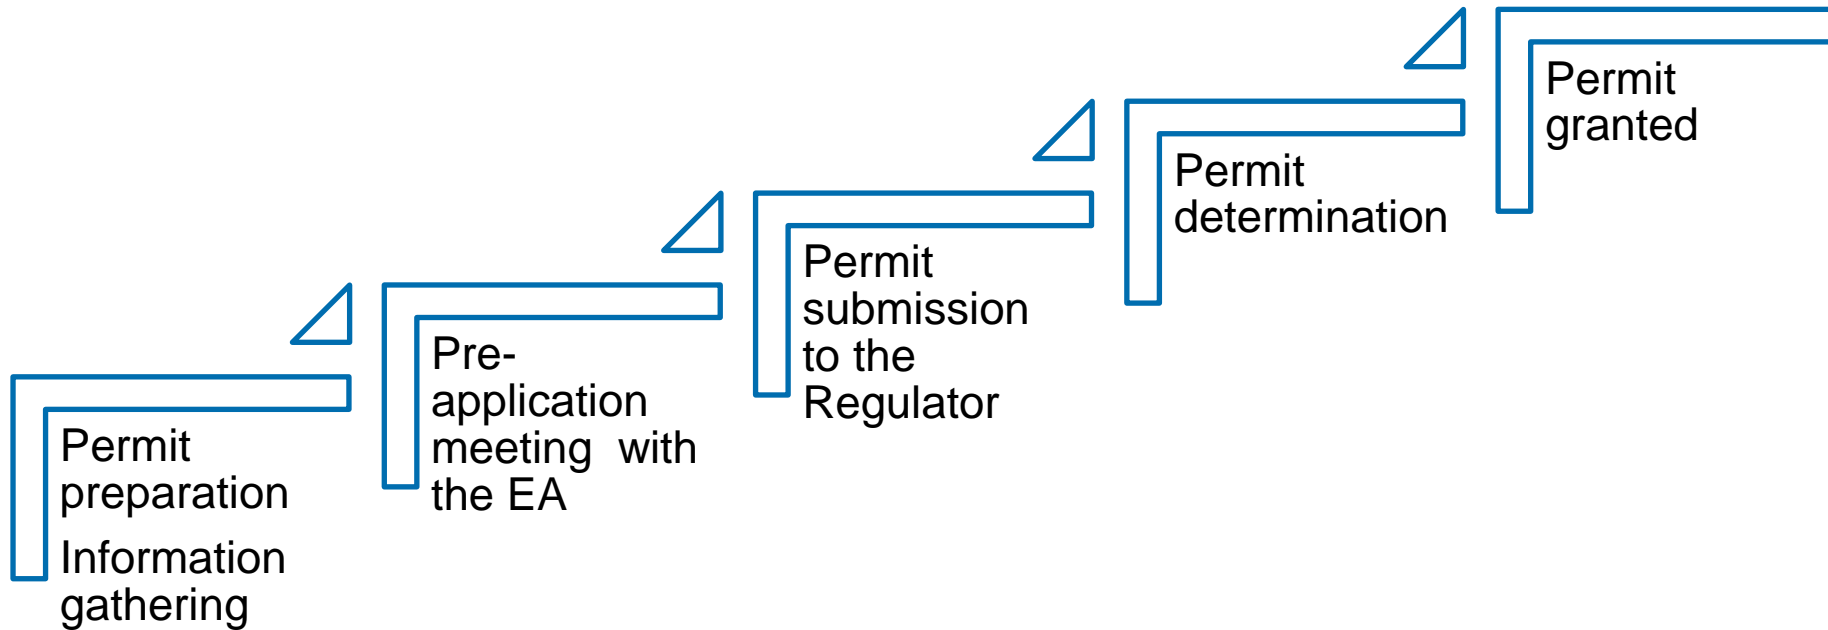 Permit
preparation
Information
gathering
Pre-
application
meeting  with
the EA
Permit
submission
to the
Regulator
Permit
determination
Permit
granted